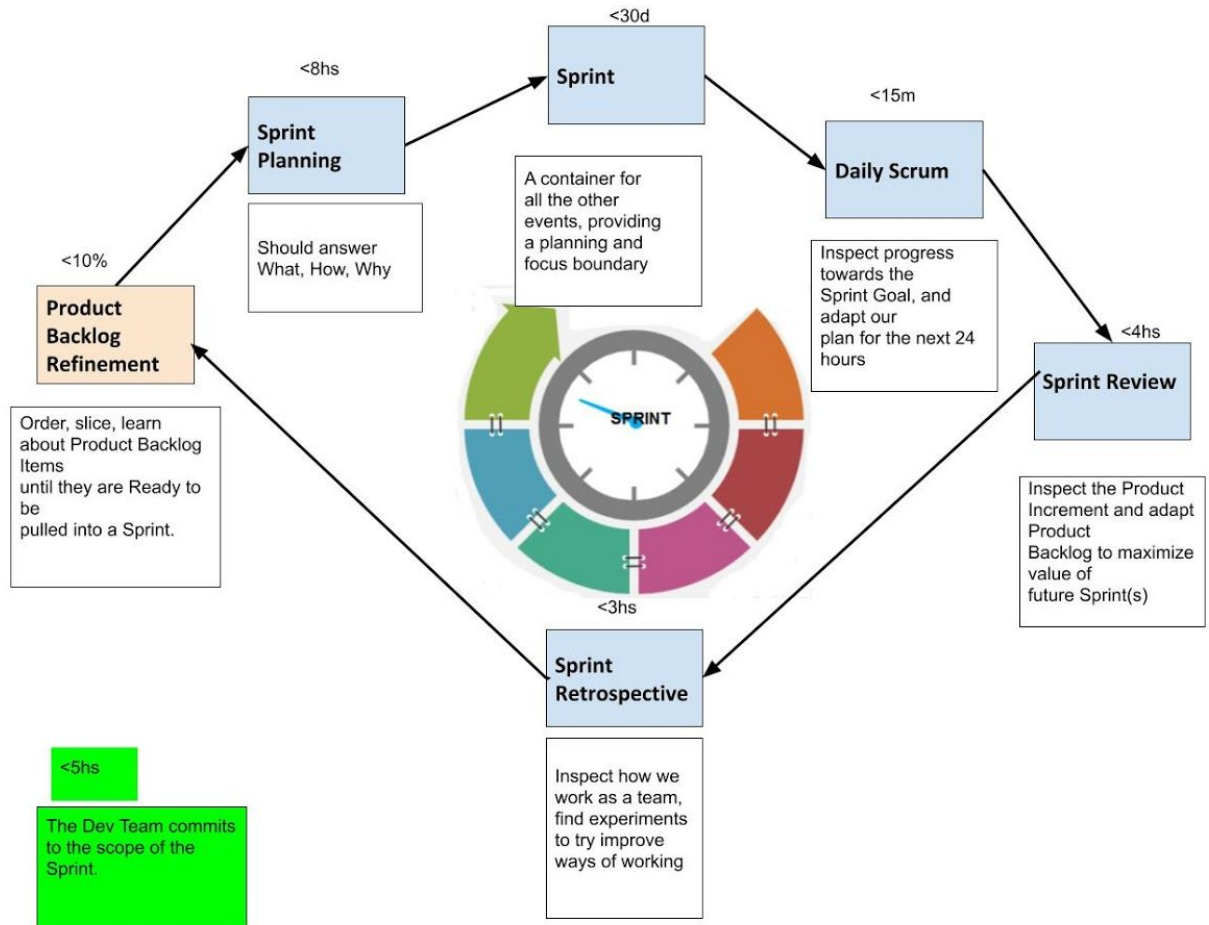 <30d
Sprint
<8hs
Sprint
Planning
<15m
Daily Scrum
A container for
all the other
events, providing
a planning and
focus boundary
Should answer
What, How, Why
Inspect progress
towards the
Sprint Goal, and
adapt our
plan for the next 24
hours
<10%
Product
Backlog
Refinement
<4hs
Sprint Review
SPRINT
Order, slice, learn
about Product Backlog
Items
until they are Ready to
be
pulled into a Sprint.
Inspect the Product
Increment and adapt
Product
Backlog to maximize
value of
future Sprint(s)
<3hs
Sprint
Retrospective
Inspect how we
work as a team,
find experiments
to try improve
ways of working
<5hs
The Dev Team commits
to the scope of the
Sprint.